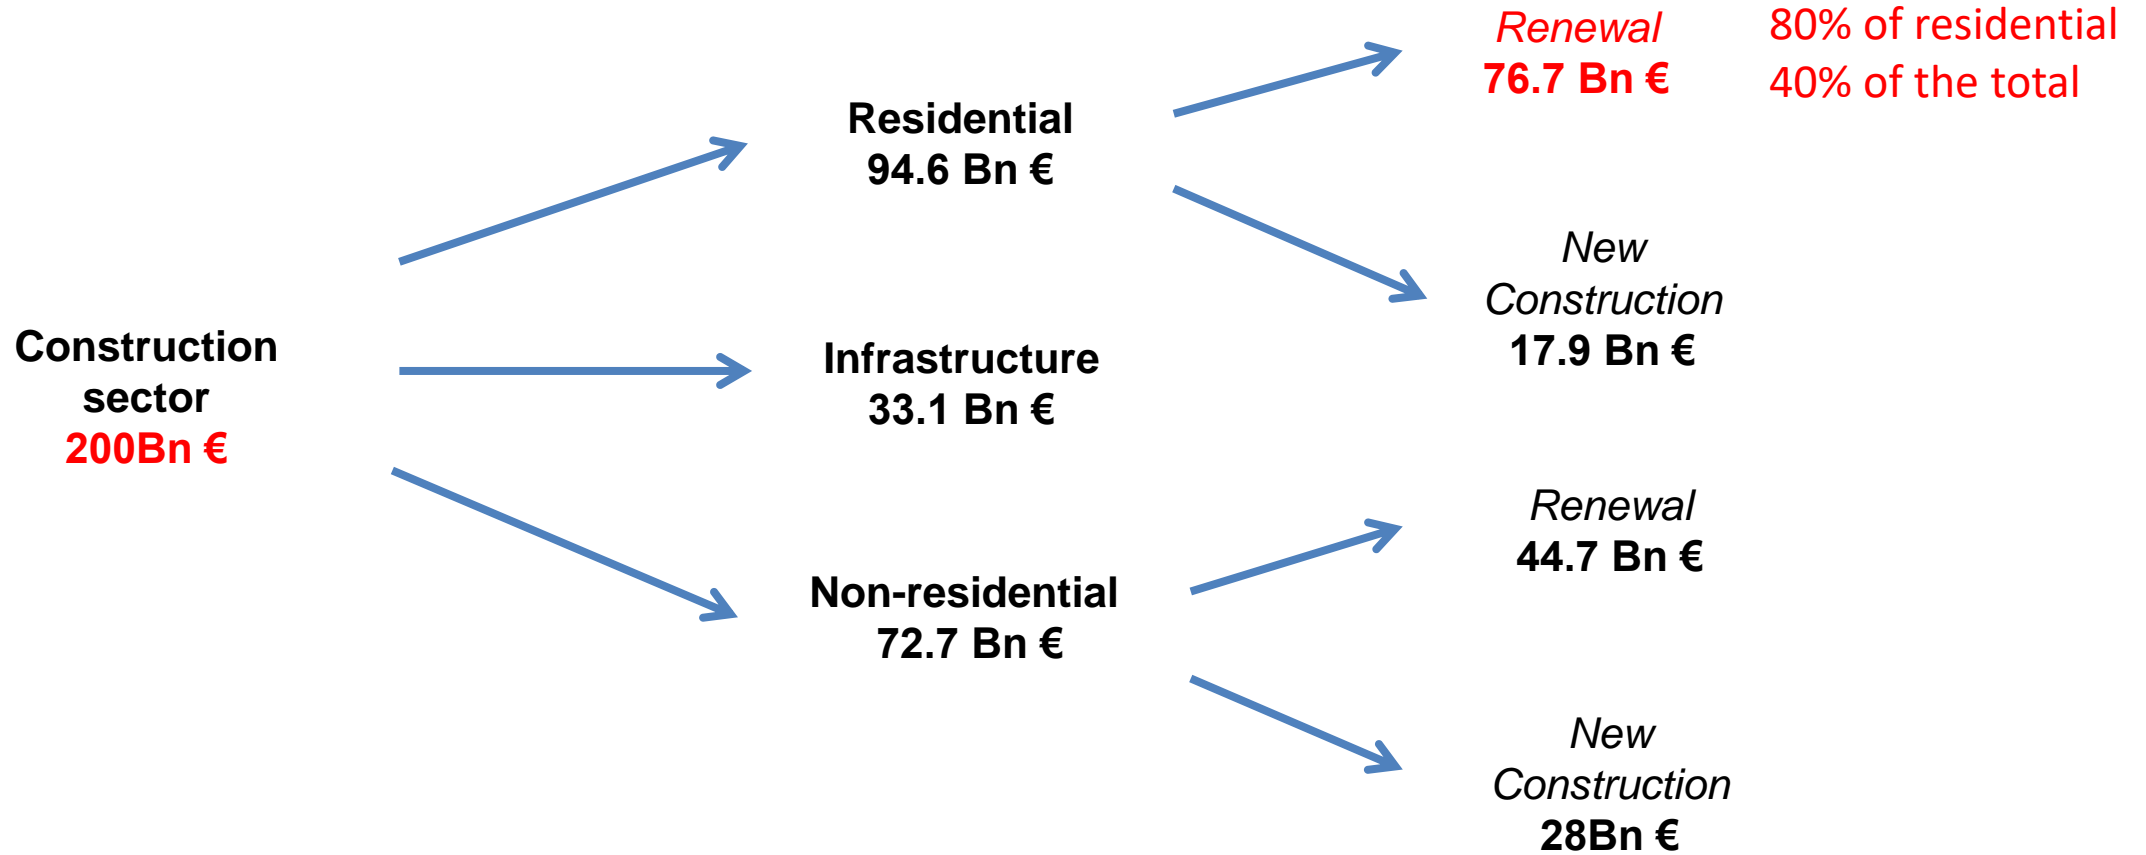 Construction
sector
200Bn €
Residential
94.6 Bn €
Infrastructure
33.1 Bn €
Non-residential
72.7 Bn €
Renewal
76.7 Bn €
80% of residential
40% of the total
New
Construction
17.9 Bn €
Renewal
44.7 Bn €
New
Construction
28Bn €